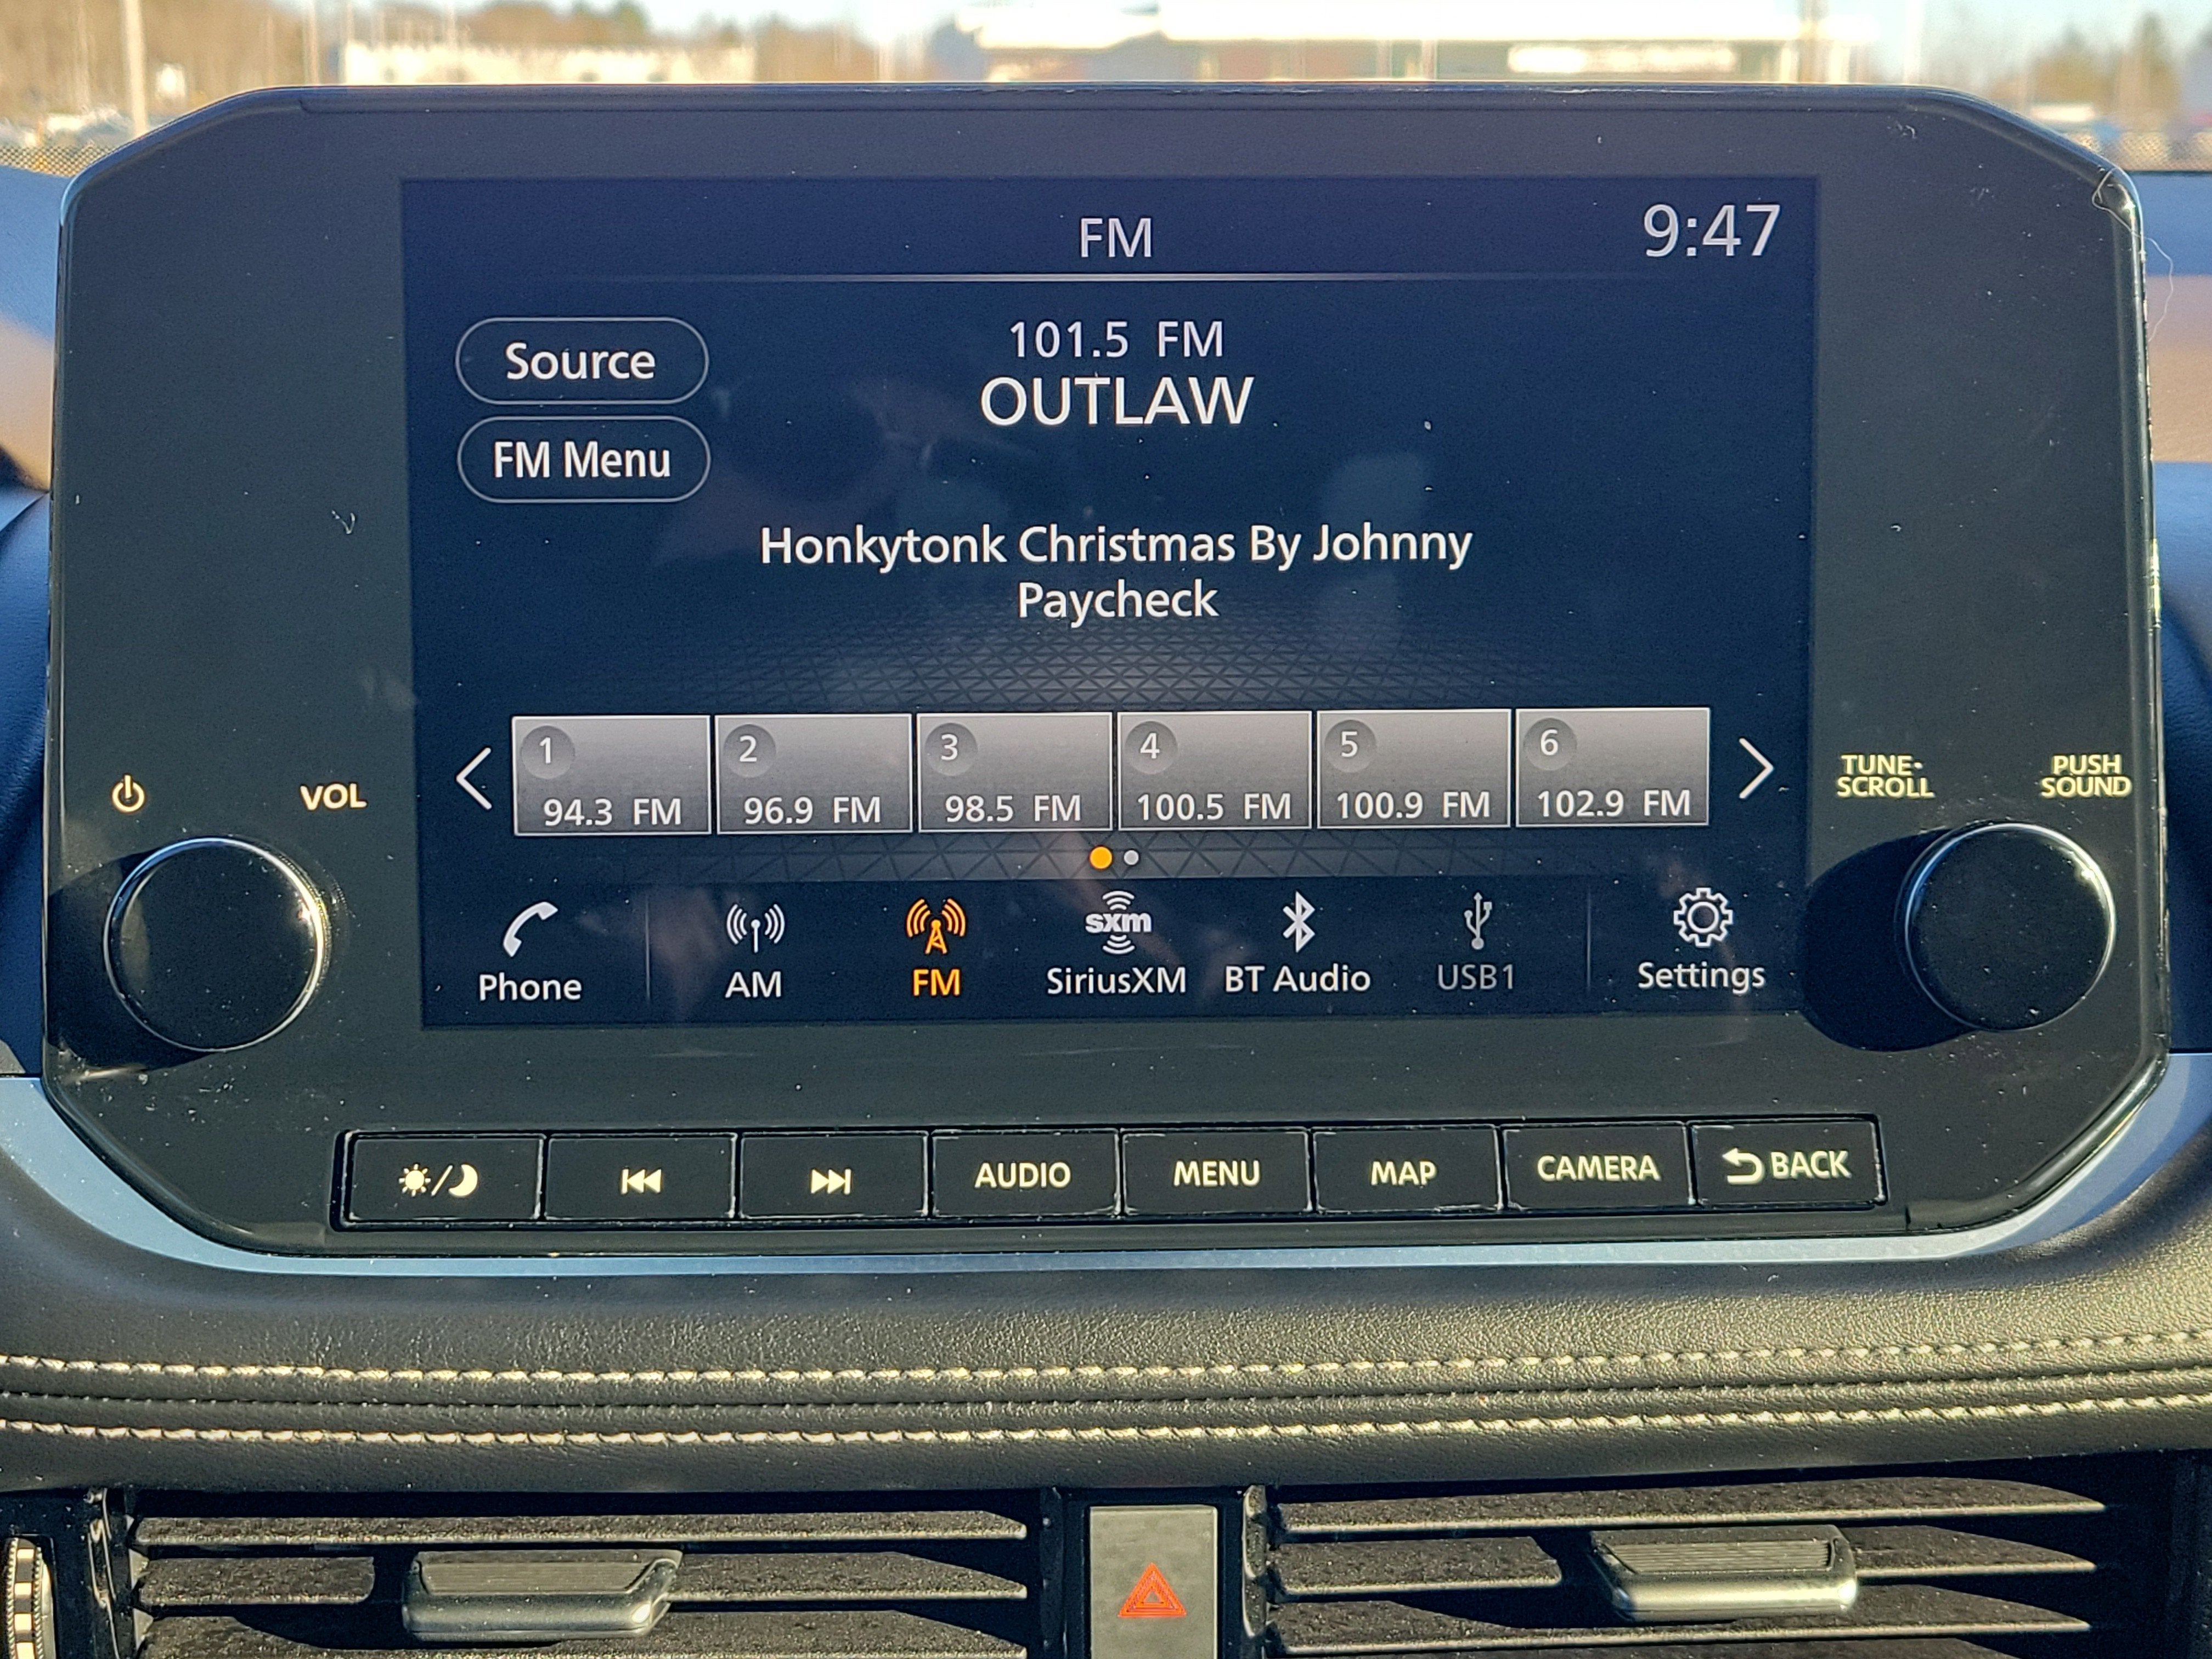 FM
9:47
Source
101.5 FM
OUTLAW
FM Menu
Honkytonk Christmas By Johnny
Paycheck
1
2
3
4
5
6
94.3 FM
96.9 FM
98.5 FM
100.5 FM
100.9 FM
102.9 FM
VOL
TUNE·
SCROLL
PUSH
SOUND
sxm
Phone
AM
FM
SiriusXM
BT Audio
USB1
Settings
AUDIO
MENU
MAP
CAMERA
BACK